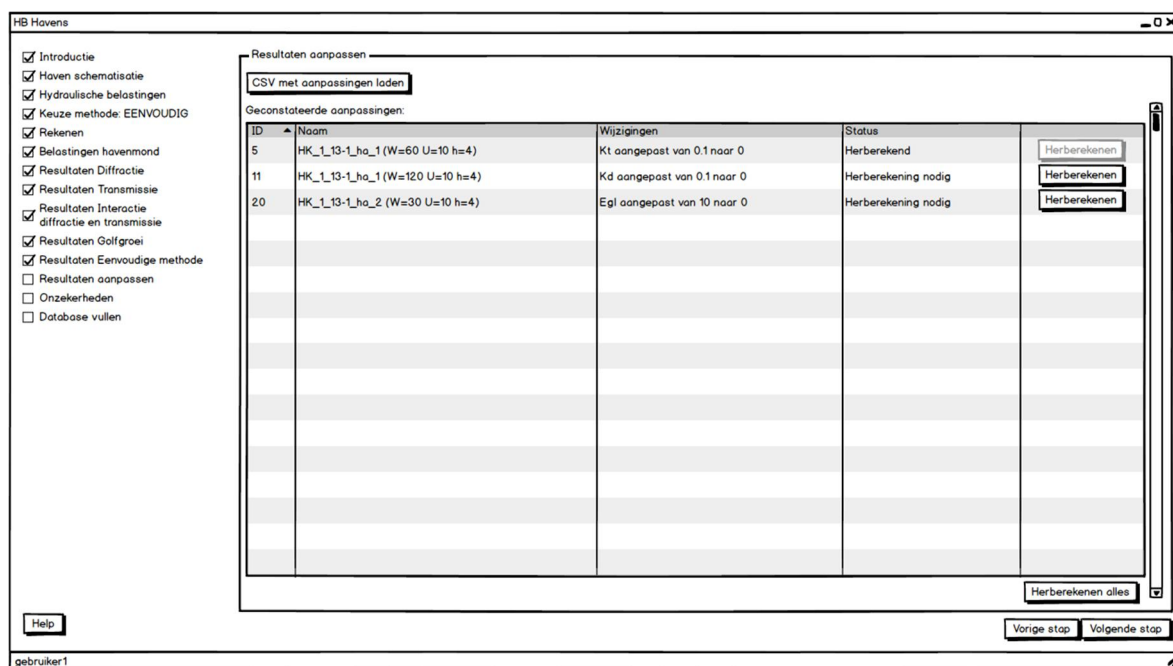 HB Havens
Introductie
Haven schematisatie
Hydraulische belastingen
Keuze methode: EENVOUDIG
Rekenen
Belastingen havenmond
Resultaten Diffractie
Resultaten Transmissie
Resultaten Interactie
diffractie en transmissie
Resultaten Golfgroei
Resultaten Eenvoudige methode
Resultaten aanpassen
Onzekerheden
Database vullen
Resultaten aanpassen
CSV met aanpassingen laden
Geconstateerde aanpassingen:
ID Naam Wijzigingen Status
5 HK_1_13-1_ha_1 (W=60 U=10 h=4) Kt aangepast van 0.1 naar 0 Herberekend Herberekenen
11 HK_1_13-1_ha_1 (W=120 U=10 h=4) Kd aangepast van 0.1 naar 0 Herberekening nodig Herberekenen
20 HK_1_13-1_ha_2 (W=30 U=10 h=4) Egl aangepast van 10 naar 0 Herberekening nodig Herberekenen
Herberekenen alles
Help
Vorige stap Volgende stap
gebruiker1